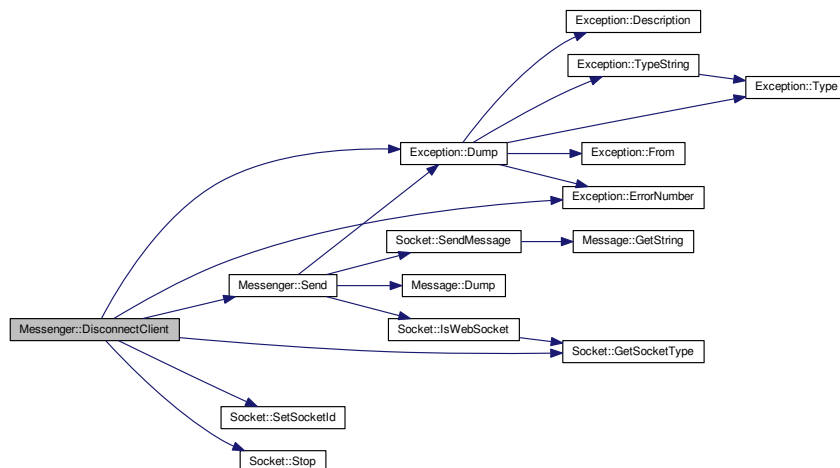 Exception::Description
Exception::TypeString
Exception::Type
Exception::Dump
Exception::From
Exception::ErrorNumber
Socket::SendMessage
Message::GetString
Messenger::Send
Message::Dump
Messenger::DisconnectClient
Socket::IsWebSocket
Socket::GetSocketType
Socket::SetSocketId
Socket::Stop